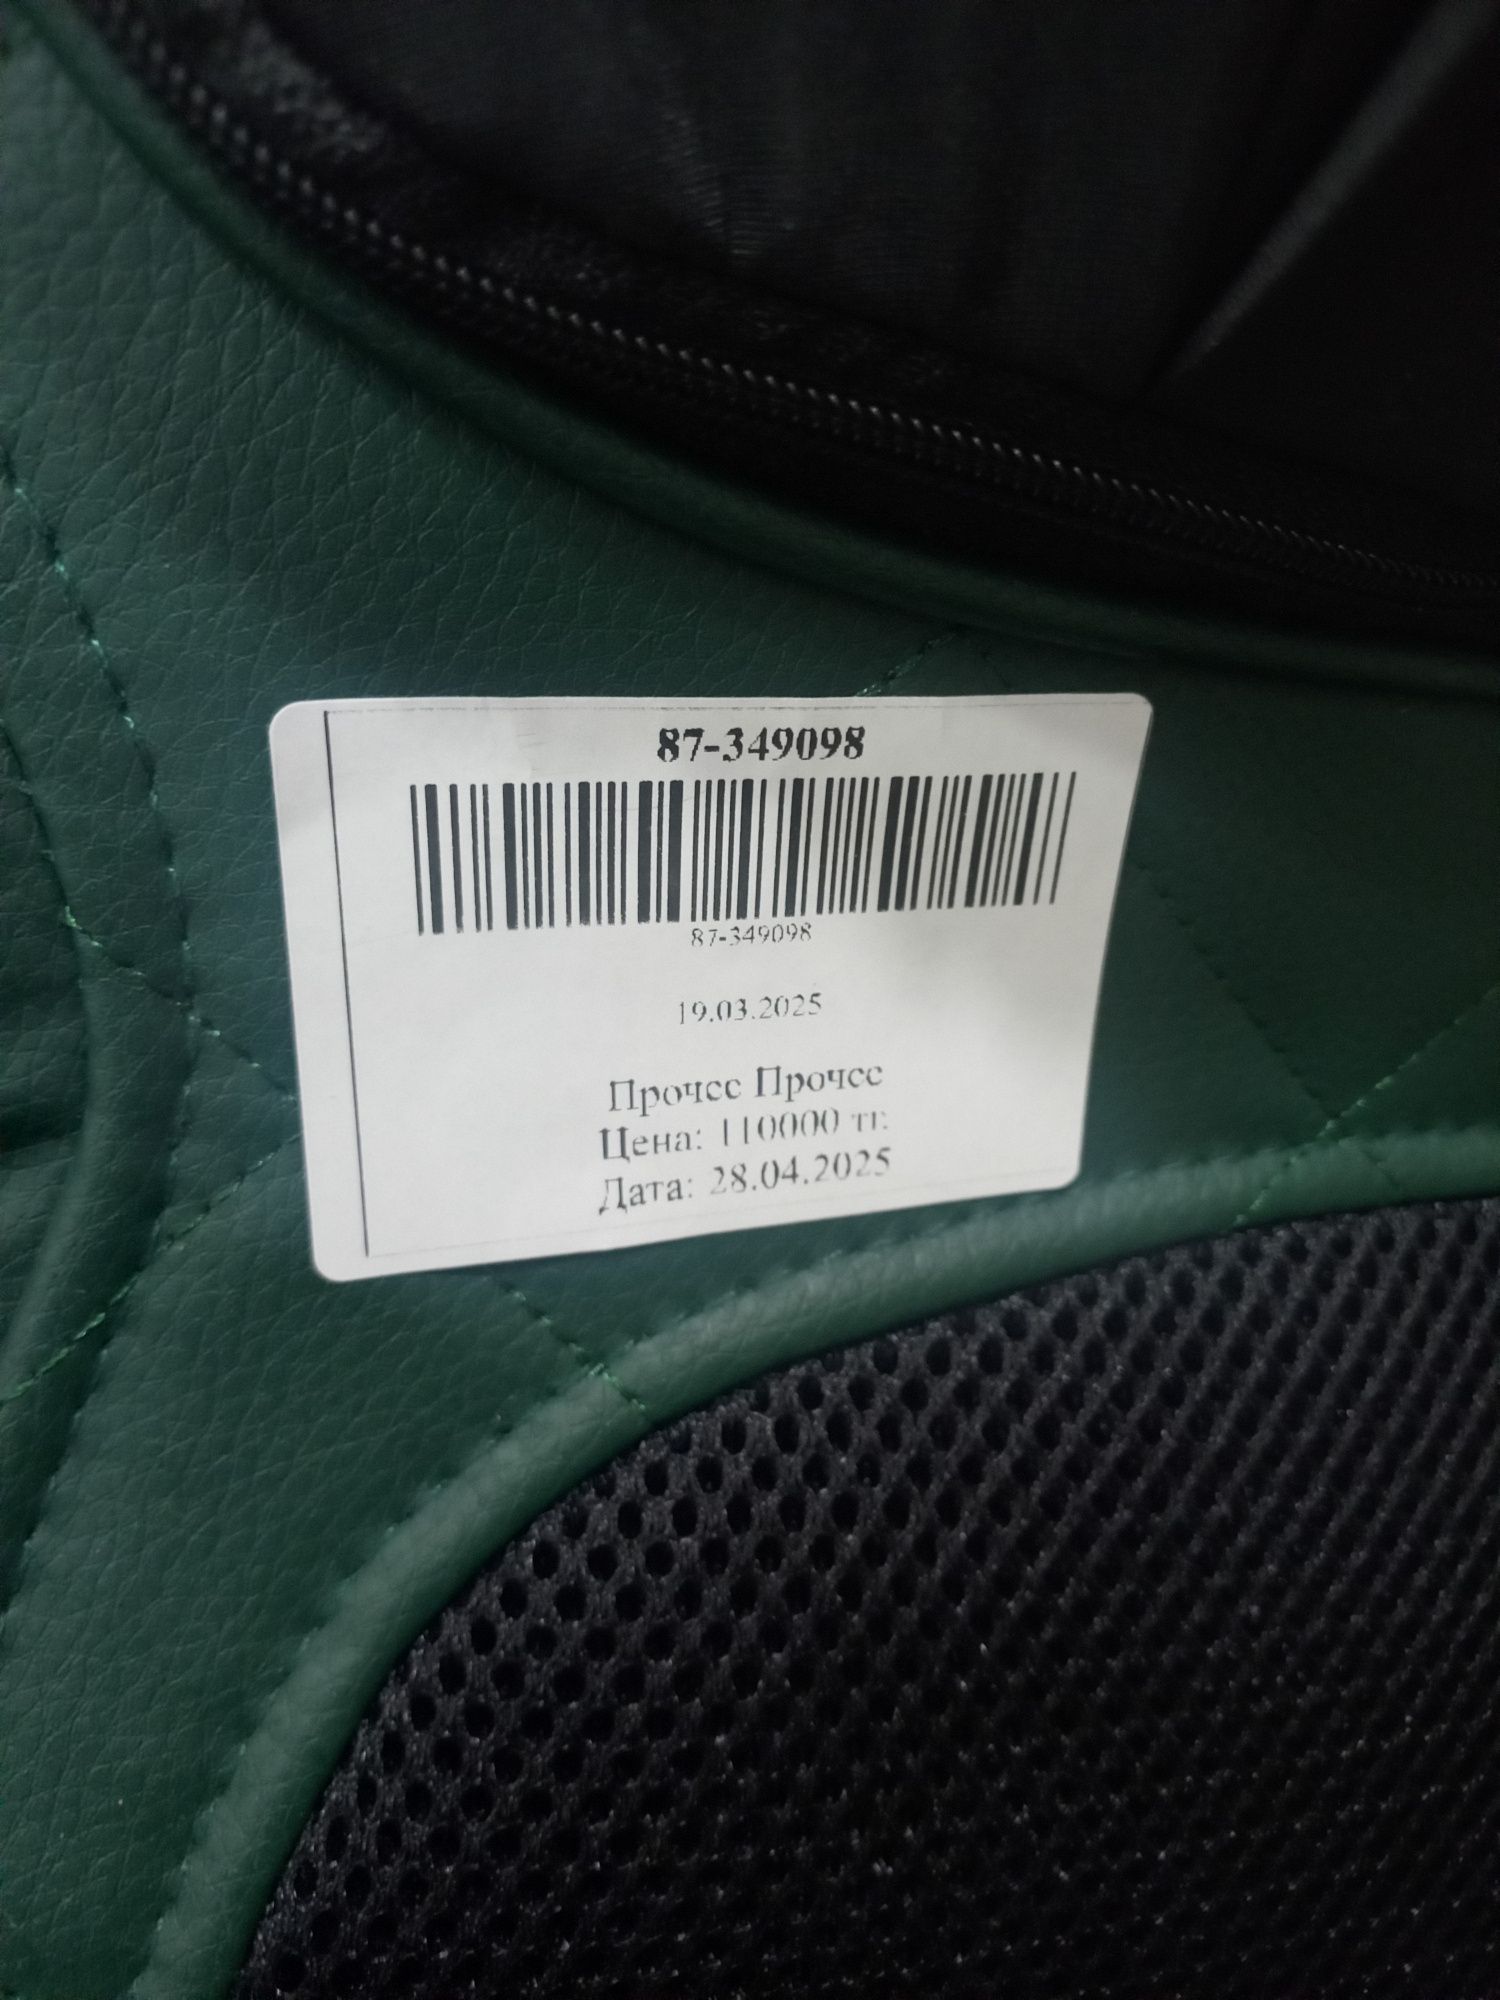 87-349098
87-349098
19.03.2025
Прочее Прочее
Цена: 110000 тг.
Дата: 28.04.2025